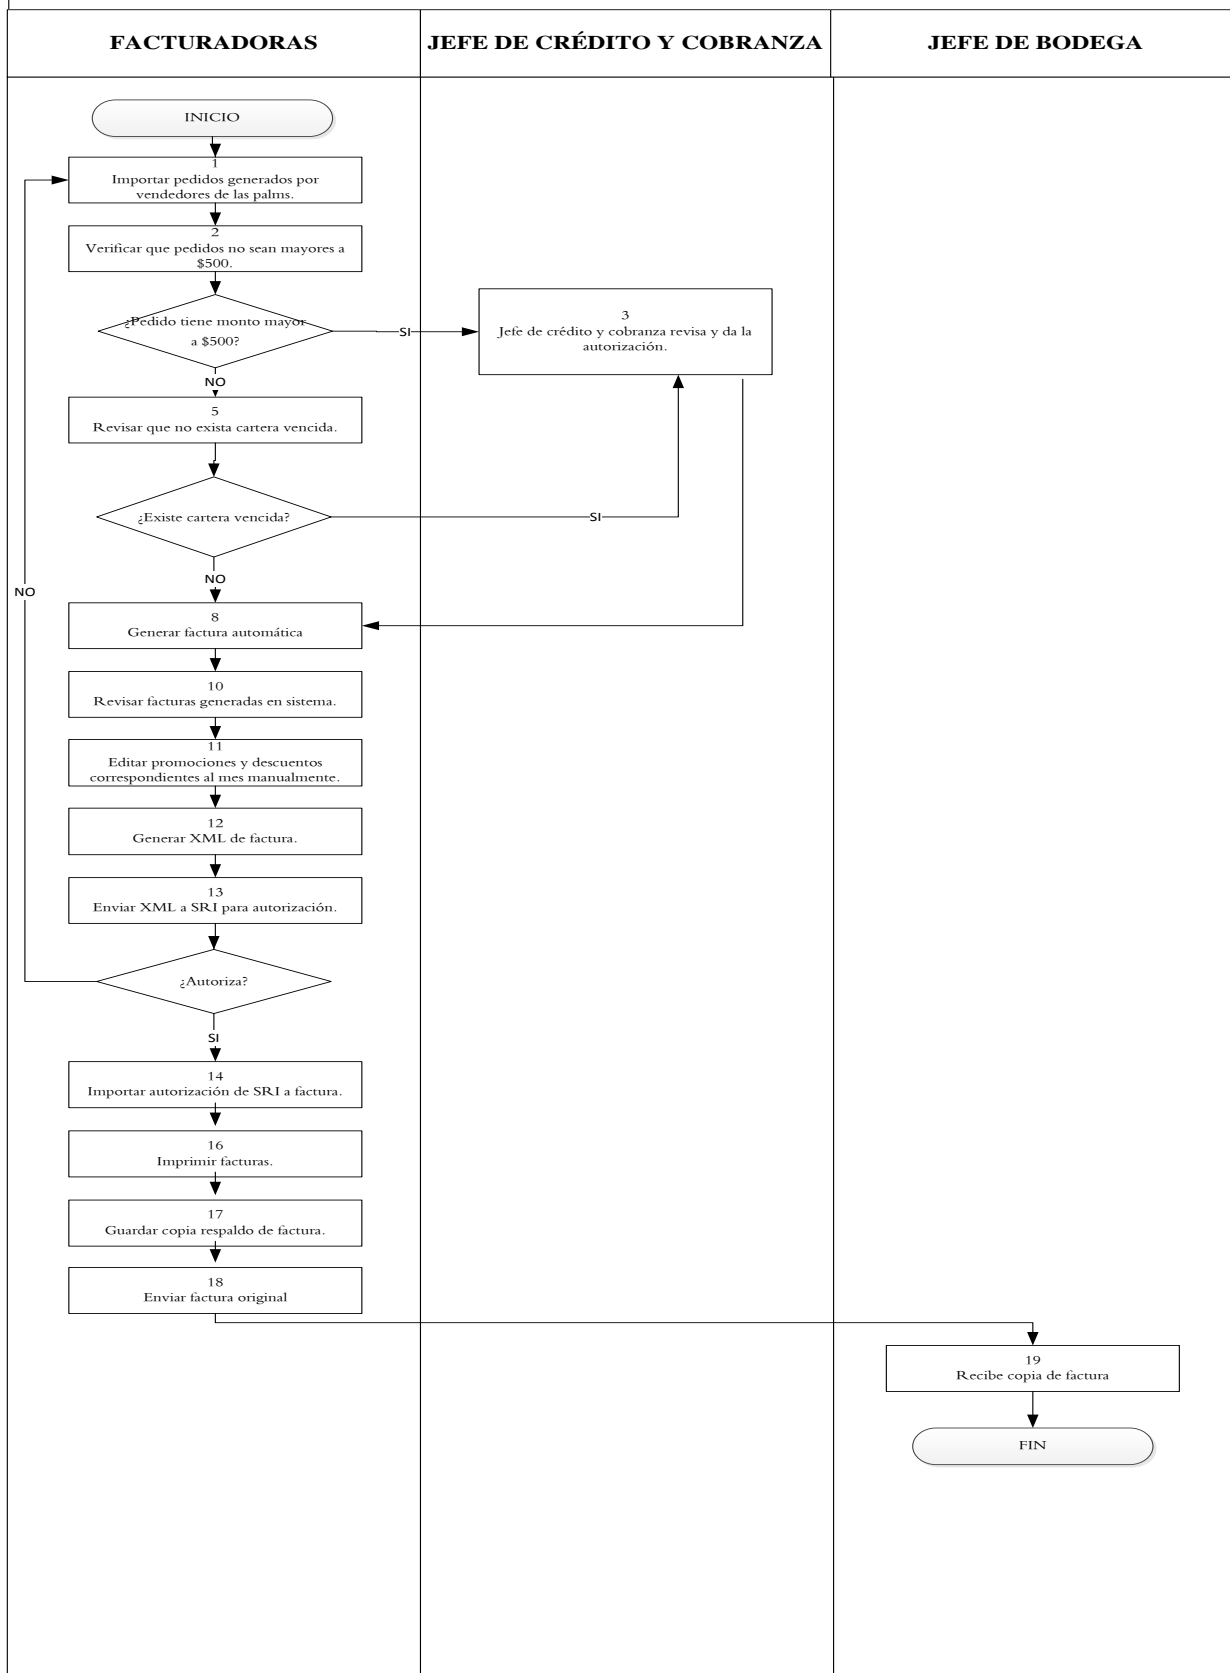 FACTURADORAS
JEFE DE CRÉDITO Y COBRANZA
JEFE DE BODEGA
INICIO
1
Importar pedidos generados por
vendedores de las palms.
2
Verificar que pedidos no sean mayores a
$500.
¿Pedido tiene monto mayor
a $500?
SI
3
Jefe de crédito y cobranza revisa y da la
autorización.
NO
5
Revisar que no exista cartera vencida.
¿Existe cartera vencida?
SI
NO
NO
8
Generar factura automática
10
Revisar facturas generadas en sistema.
11
Editar promociones y descuentos
correspondientes al mes manualmente.
12
Generar XML de factura.
13
Enviar XML a SRI para autorización.
¿Autoriza?
SI
14
Importar autorización de SRI a factura.
16
Imprimir facturas.
17
Guardar copia respaldo de factura.
18
Enviar factura original
19
Recibe copia de factura
FIN